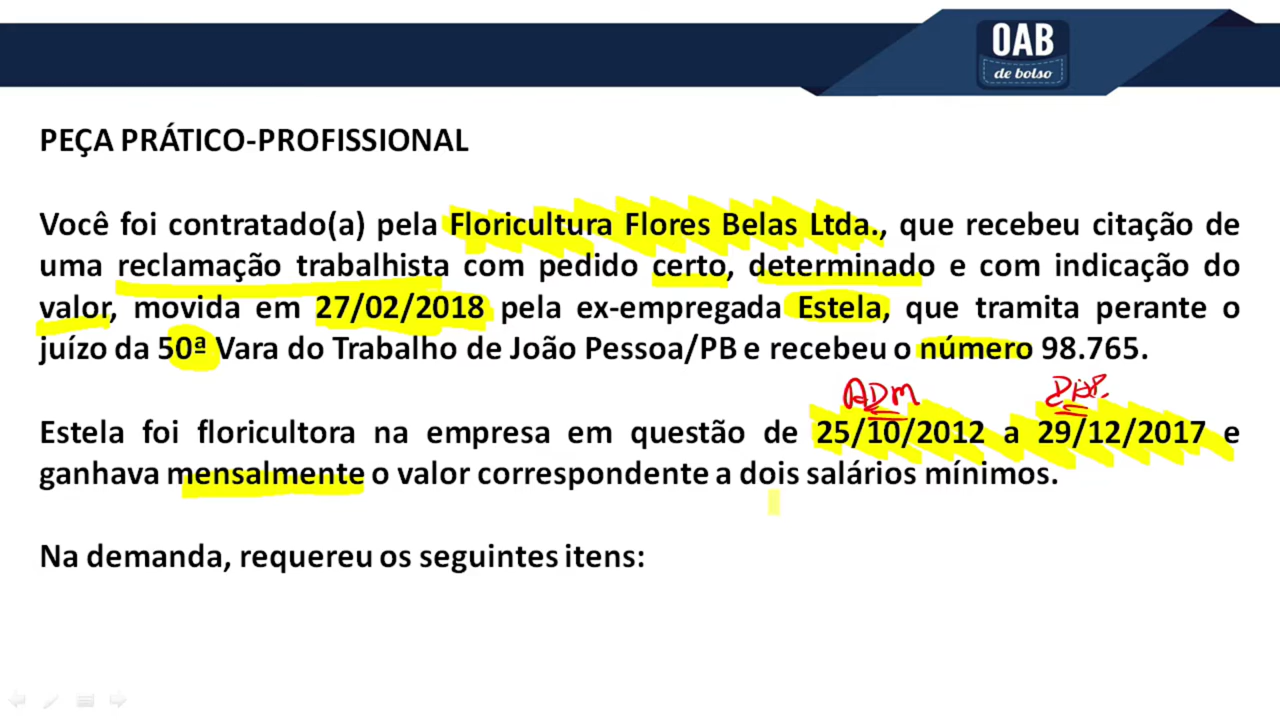 OAB
de bolso
PEÇA PRÁTICO-PROFISSIONAL
Você foi contratado(a) pela Floricultura Flores Belas Ltda., que recebeu citação de
uma reclamação trabalhista com pedido certo, determinado e com indicação do
valor, movida em 27/02/2018 pela ex-empregada Estela, que tramita perante o
juízo da 50ª Vara do Trabalho de João Pessoa/PB e recebeu o número 98.765.
ADM
Estela foi floricultora na empresa em questão de 25/10/2012 a 29/12/2017 e
ganhava mensalmente o valor correspondente a dois salários mínimos.
Na demanda, requereu os seguintes itens: